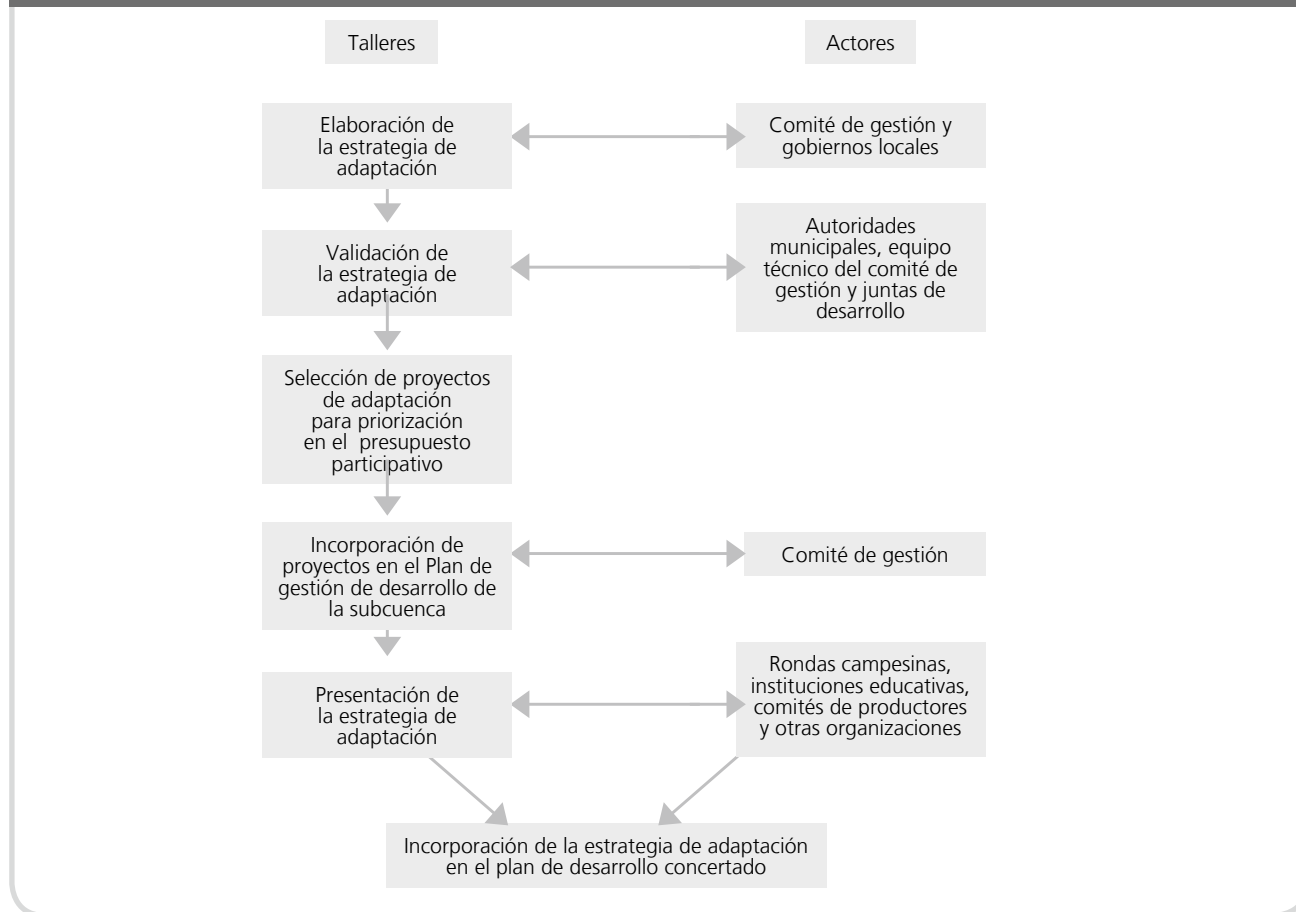 Talleres
Actores
Elaboración de
la estrategia de
adaptación
Comité de gestión y
gobiernos locales
Validación de
la estrategia de
adaptación
Autoridades
municipales, equipo
técnico del comité de
gestión y juntas de
desarrollo
Selección de proyectos
de adaptación
para priorización
en el presupuesto
participativo
Incorporación de
proyectos en el Plan de
gestión de desarrollo de
la subcuenca
Comité de gestión
Presentación de
la estrategia de
adaptación
Rondas campesinas,
instituciones educativas,
comités de productores
y otras organizaciones
Incorporación de la estrategia de adaptación
en el plan de desarrollo concertado